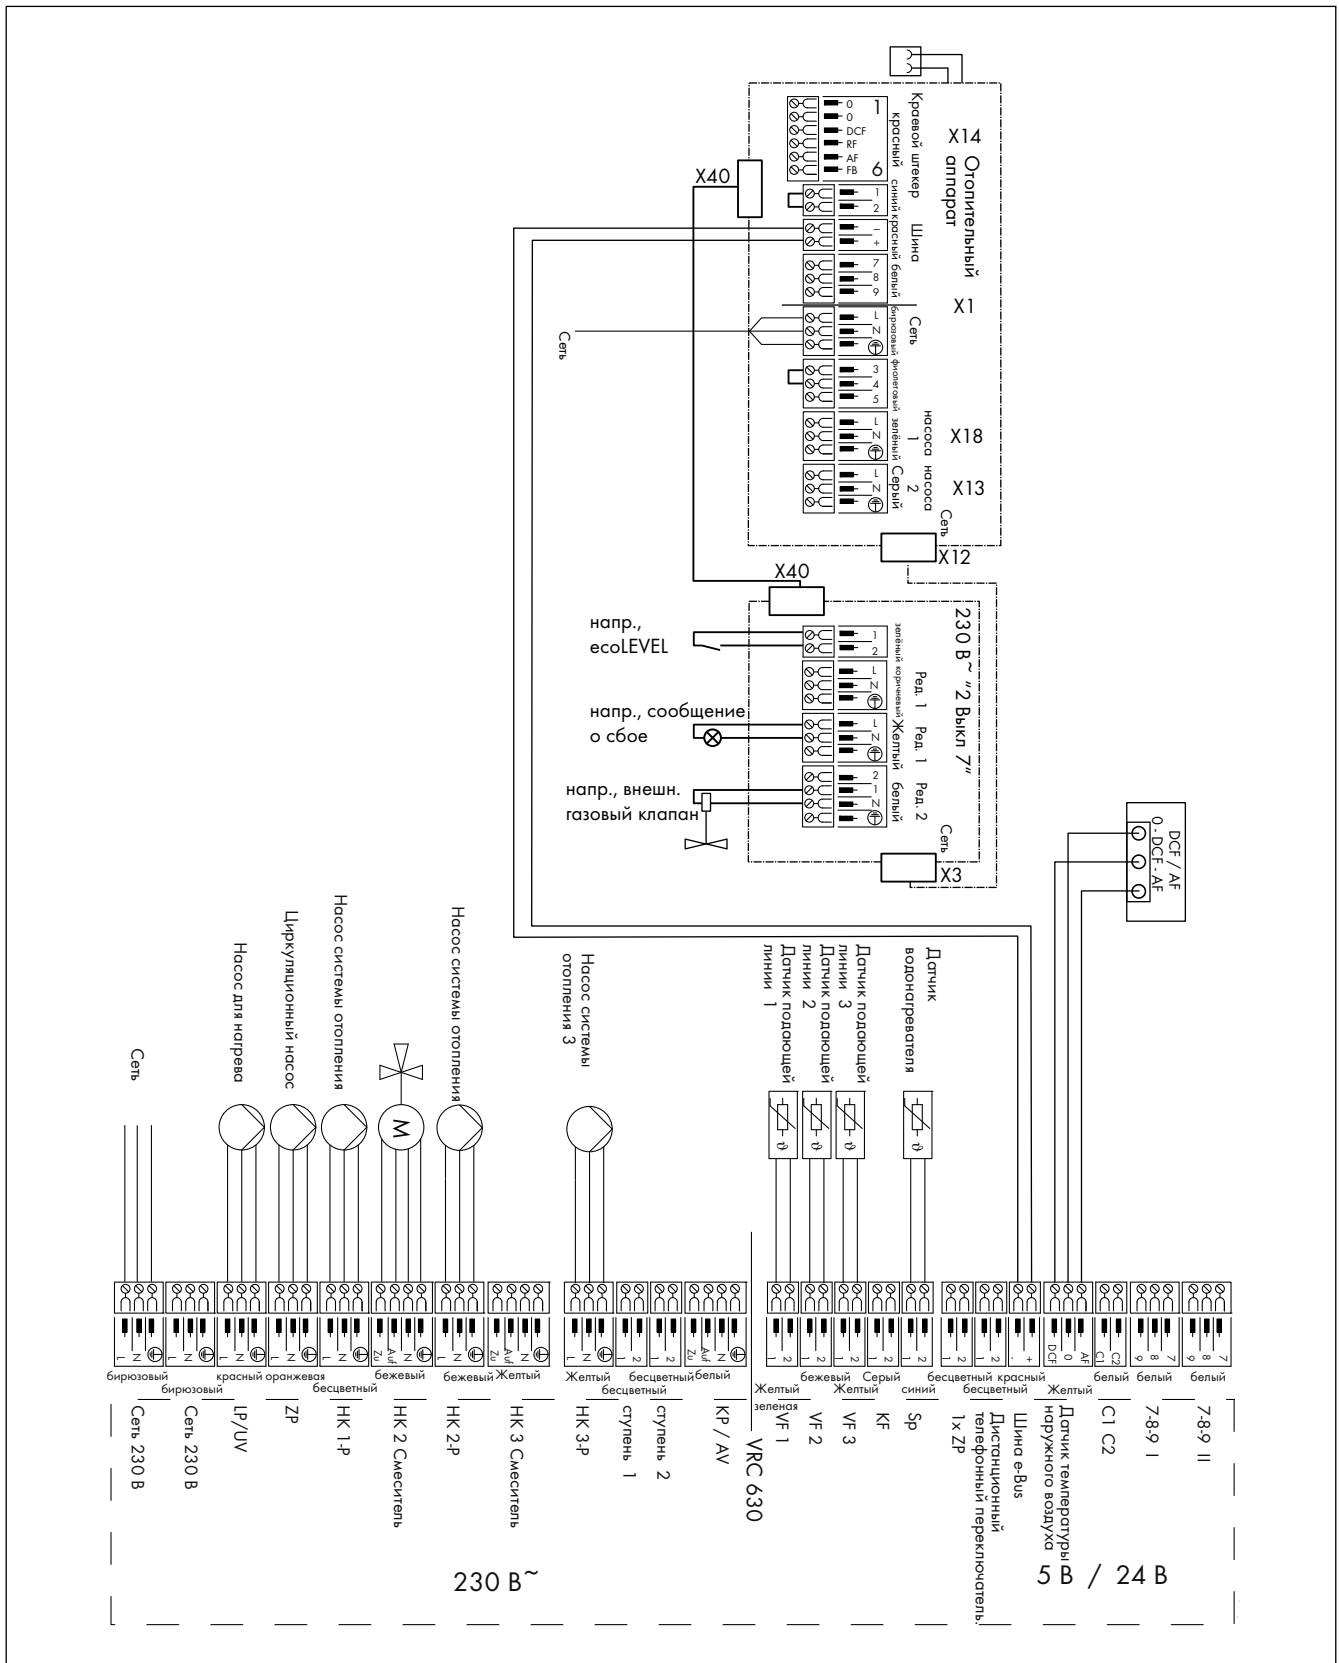 X14
Отопительный
аппарат
X1
X18
X13
X12
X40
Краевой штекер
красный
1
0
0
DCF
RF
AF
FB
6
синий
1
2
Шина
красный
–
+
белый
7
8
9
Сеть
Сеть
бирюзовый
L
N
фиолетовый
3
4
5
насоса
1
зелёный
L
N
насоса
2
Серый
L
N
Сеть
X40
230 В~ "2 Выкл 7"
напр.,
ecoLEVEL
зелёный
1
2
коричневый
Ред. 1
L
N
напр., сообщение
о сбое
Желтый
Ред. 1
L
N
напр., внешн.
газовый клапан
белый
Ред. 2
2
1
N
Сеть
X3
DCF / AF
0 - DCF - AF
Сеть
Насос для нагрева
Циркуляционный насос
Насос системы отопления
M
Насос системы отопления
Насос системы
отопления 3
Датчик подающей
линии 1
Датчик подающей
линии 2
Датчик подающей
линии 3
Датчик
водонагревателя
ϑ
ϑ
ϑ
ϑ
L
N
L
N
L
N
L
N
L
N
Zu
Auf
N
L
N
Zu
Auf
N
L
N
1
2
1
2
Zu
Auf
N
1
2
1
2
1
2
1
2
1
2
1
2
1
2
-
+
DCF
0
AF
C1
C2
9
8
7
9
8
7
бирюзовый
бирюзовый
красный
оранжевая
бесцветный
бежевый
бежевый
Желтый
Желтый
бесцветный
бесцветный
белый
Желтый
зеленая
бежевый
Желтый
Серый
синий
бесцветный
бесцветный
красный
Желтый
белый
белый
белый
Сеть 230 В
Сеть 230 В
LP/UV
ZP
HK 1-P
HK 2 Смеситель
HK 2-P
HK 3 Смеситель
HK 3-P
ступень 1
ступень 2
KP / AV
VRC 630
VF 1
VF 2
VF 3
KF
Sp
1x ZP
Дистанционный
телефонный переключатель.
Шина e-Bus
Датчик температуры
наружного воздуха
C1 C2
7-8-9 I
7-8-9 II
230 В~
5 В / 24 В